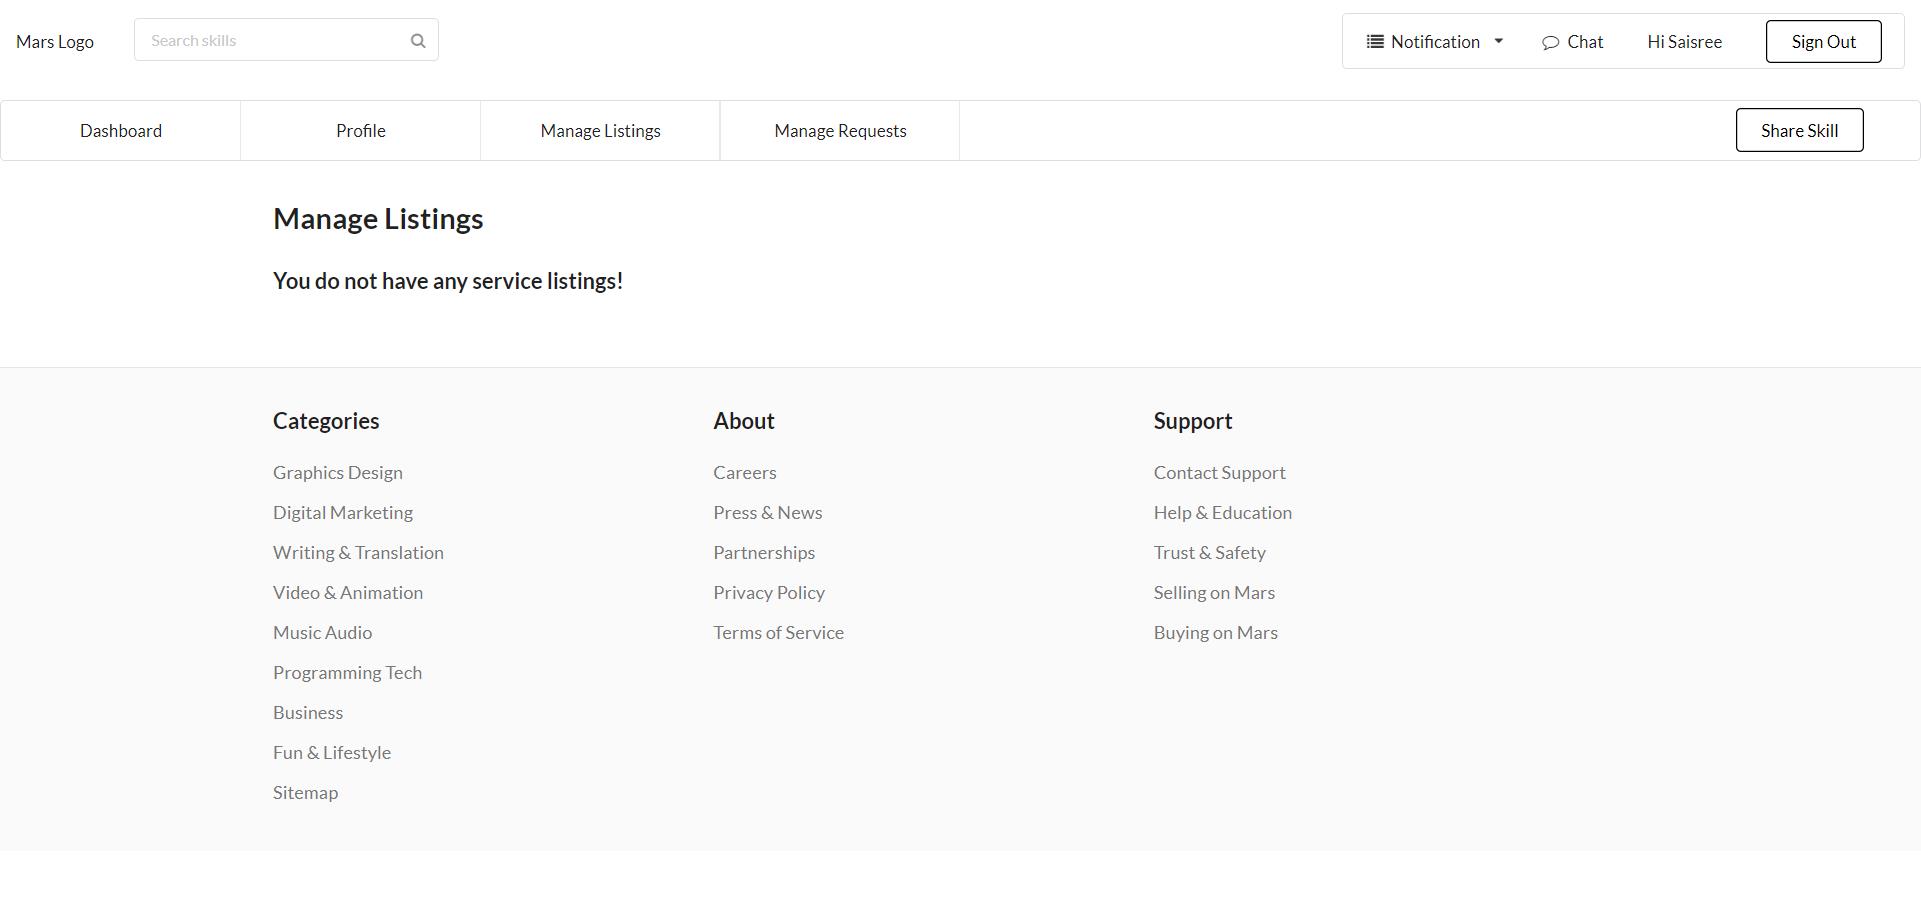 Mars Logo
Search skills
Notification
Chat
Hi Saisree
Sign Out
Dashboard
Profile
Manage Listings
Manage Requests
Share Skill
Manage Listings
You do not have any service listings!
Categories
Graphics Design
Digital Marketing
Writing & Translation
Video & Animation
Music Audio
Programming Tech
Business
Fun & Lifestyle
Sitemap
About
Careers
Press & News
Partnerships
Privacy Policy
Terms of Service
Support
Contact Support
Help & Education
Trust & Safety
Selling on Mars
Buying on Mars